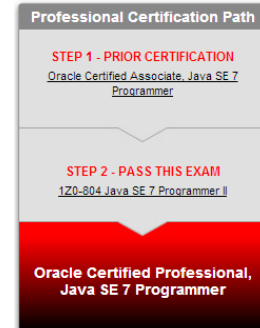 Professional Certification Path
STEP 1 - PRIOR CERTIFICATION
Oracle Certified Associate, Java SE 7
Programmer
STEP 2 - PASS THIS EXAM
1Z0-804 Java SE 7 Programmer II
Oracle Certified Professional,
Java SE 7 Programmer